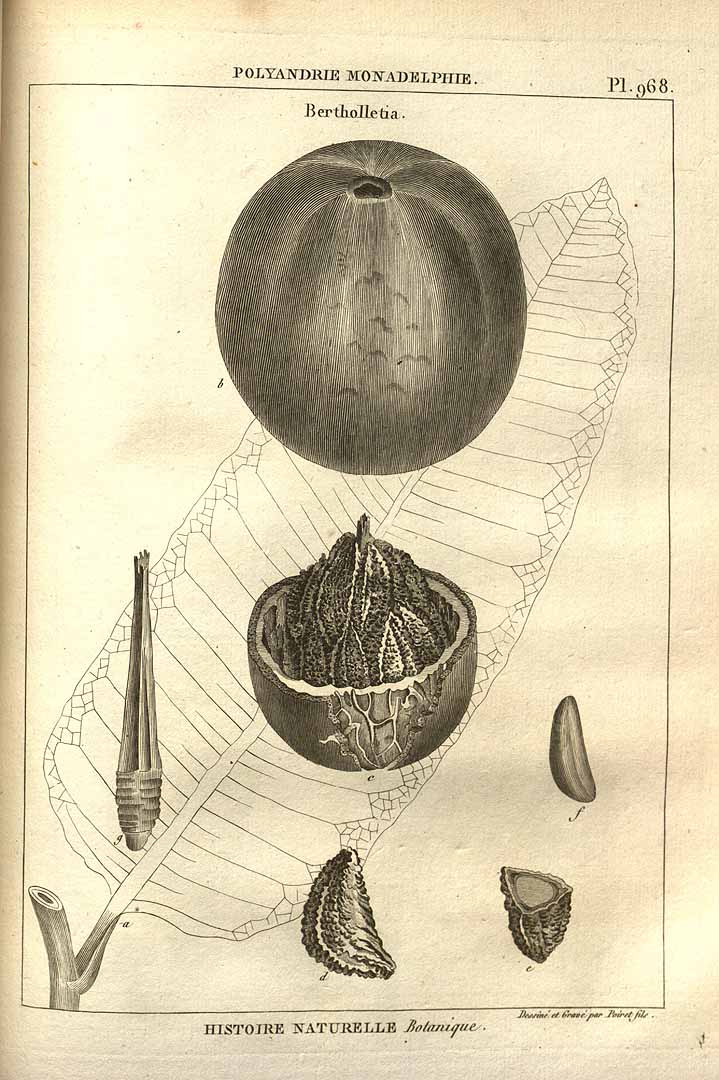 POLYANDRIE MONADELPHIE.
Pl. 968.
Bertholletia.
b
c
g
f
a
d
e
Dessiné et Gravé par Poiret fils.
HISTOIRE NATURELLE Botanique.